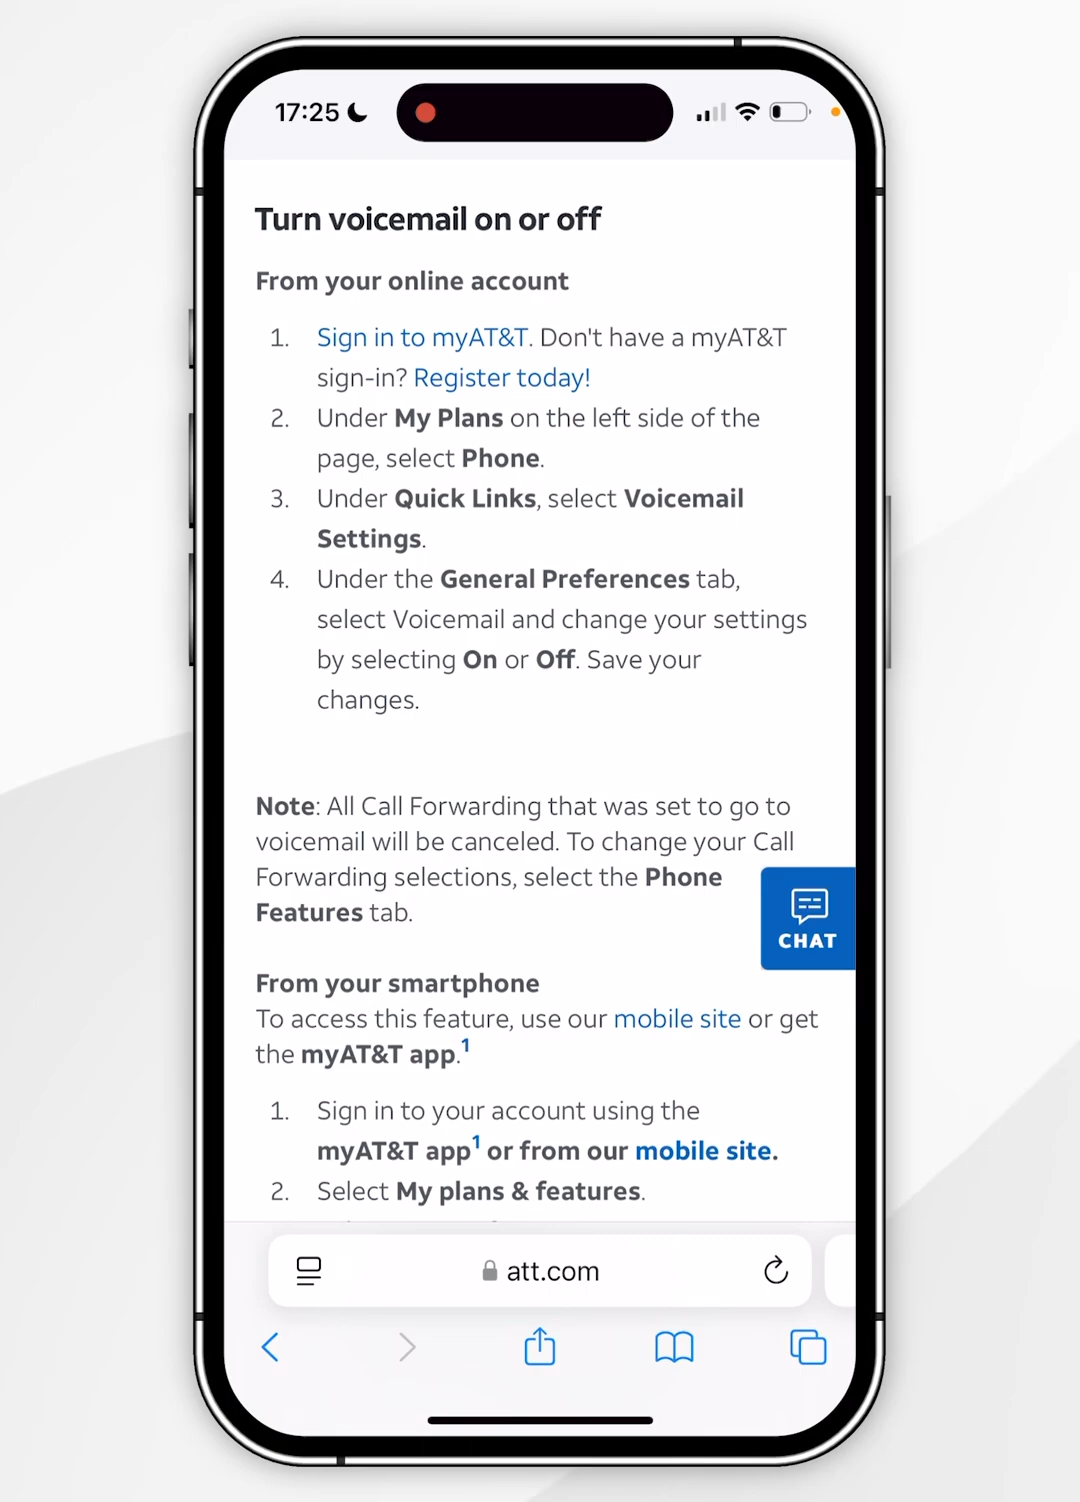 17:25
Turn voicemail on or off
From your online account
1. Sign in to myAT&T. Don't have a myAT&T
sign-in? Register today!
2. Under My Plans on the left side of the
page, select Phone.
3. Under Quick Links, select Voicemail
Settings.
4. Under the General Preferences tab,
select Voicemail and change your settings
by selecting On or Off. Save your
changes.
Note: All Call Forwarding that was set to go to
voicemail will be canceled. To change your Call
Forwarding selections, select the Phone
Features tab.
CHAT
From your smartphone
To access this feature, use our mobile site or get
the myAT&T app.1
1. Sign in to your account using the
myAT&T app1 or from our mobile site.
2. Select My plans & features.
att.com